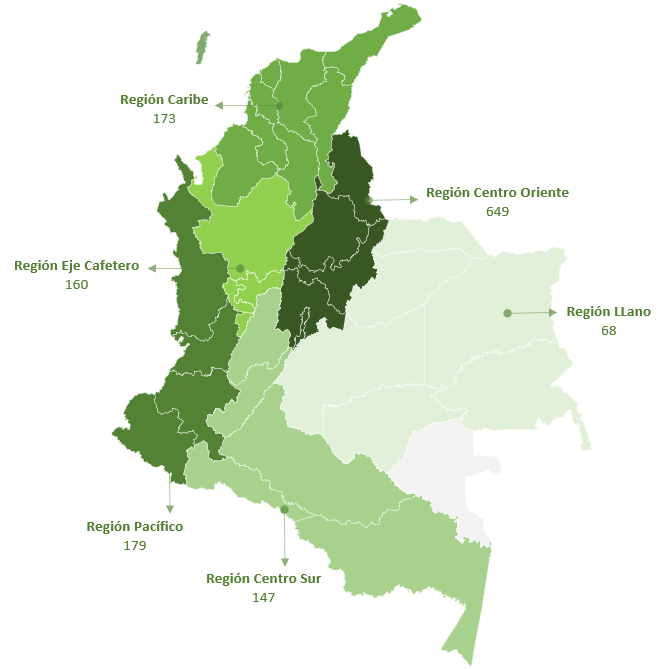 Región Caribe
173
Región Centro Oriente
649
Región Eje Cafetero
160
Región LLano
68
Región Pacífico
179
Región Centro Sur
147